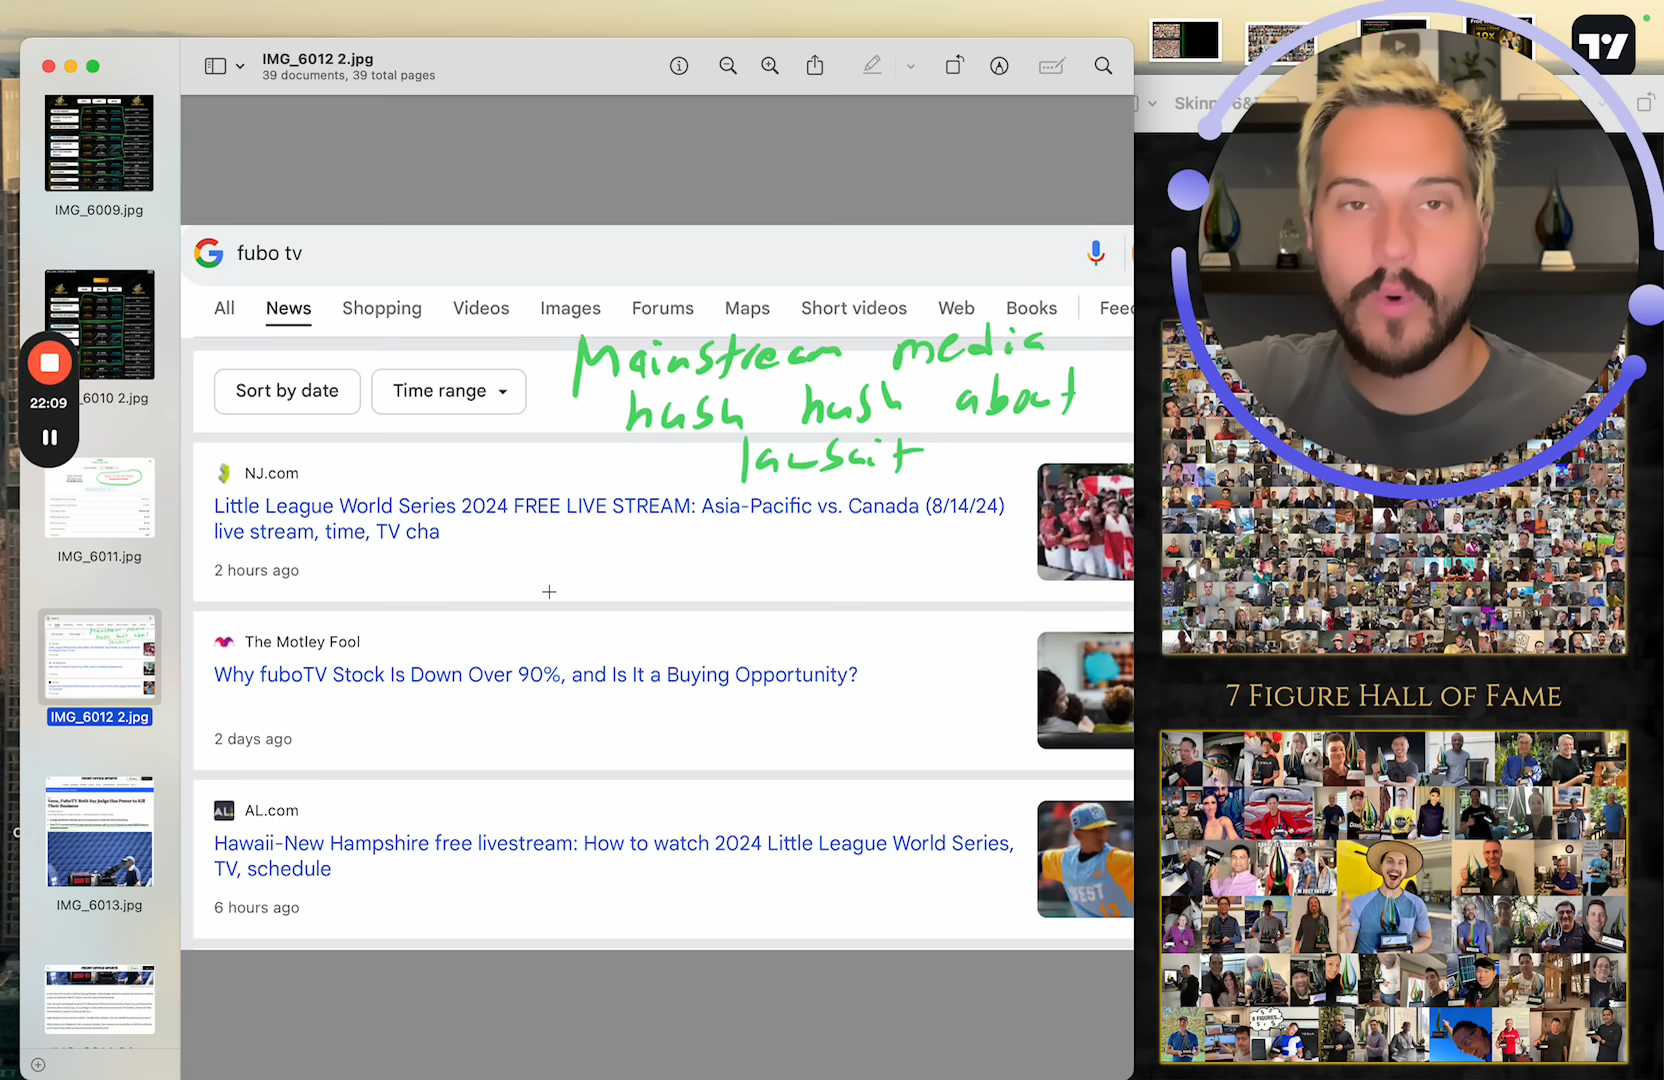 IMG_6012 2.jpg
39 documents, 39 total pages
IMG_6009.jpg
6010 2.jpg
22:09
IMG_6011.jpg
IMG_6012 2.jpg
IMG_6013.jpg
fubo tv
All News Shopping Videos Images Forums Maps Short videos Web Books
Mainstream media
hush hush about
lawsuit
Sort by date Time range
NJ.com
Little League World Series 2024 FREE LIVE STREAM: Asia-Pacific vs. Canada (8/14/24)
live stream, time, TV cha
2 hours ago
The Motley Fool
Why fuboTV Stock Is Down Over 90%, and Is It a Buying Opportunity?
2 days ago
AL.com
Hawaii-New Hampshire free livestream: How to watch 2024 Little League World Series,
TV, schedule
6 hours ago
7 FIGURE HALL OF FAME